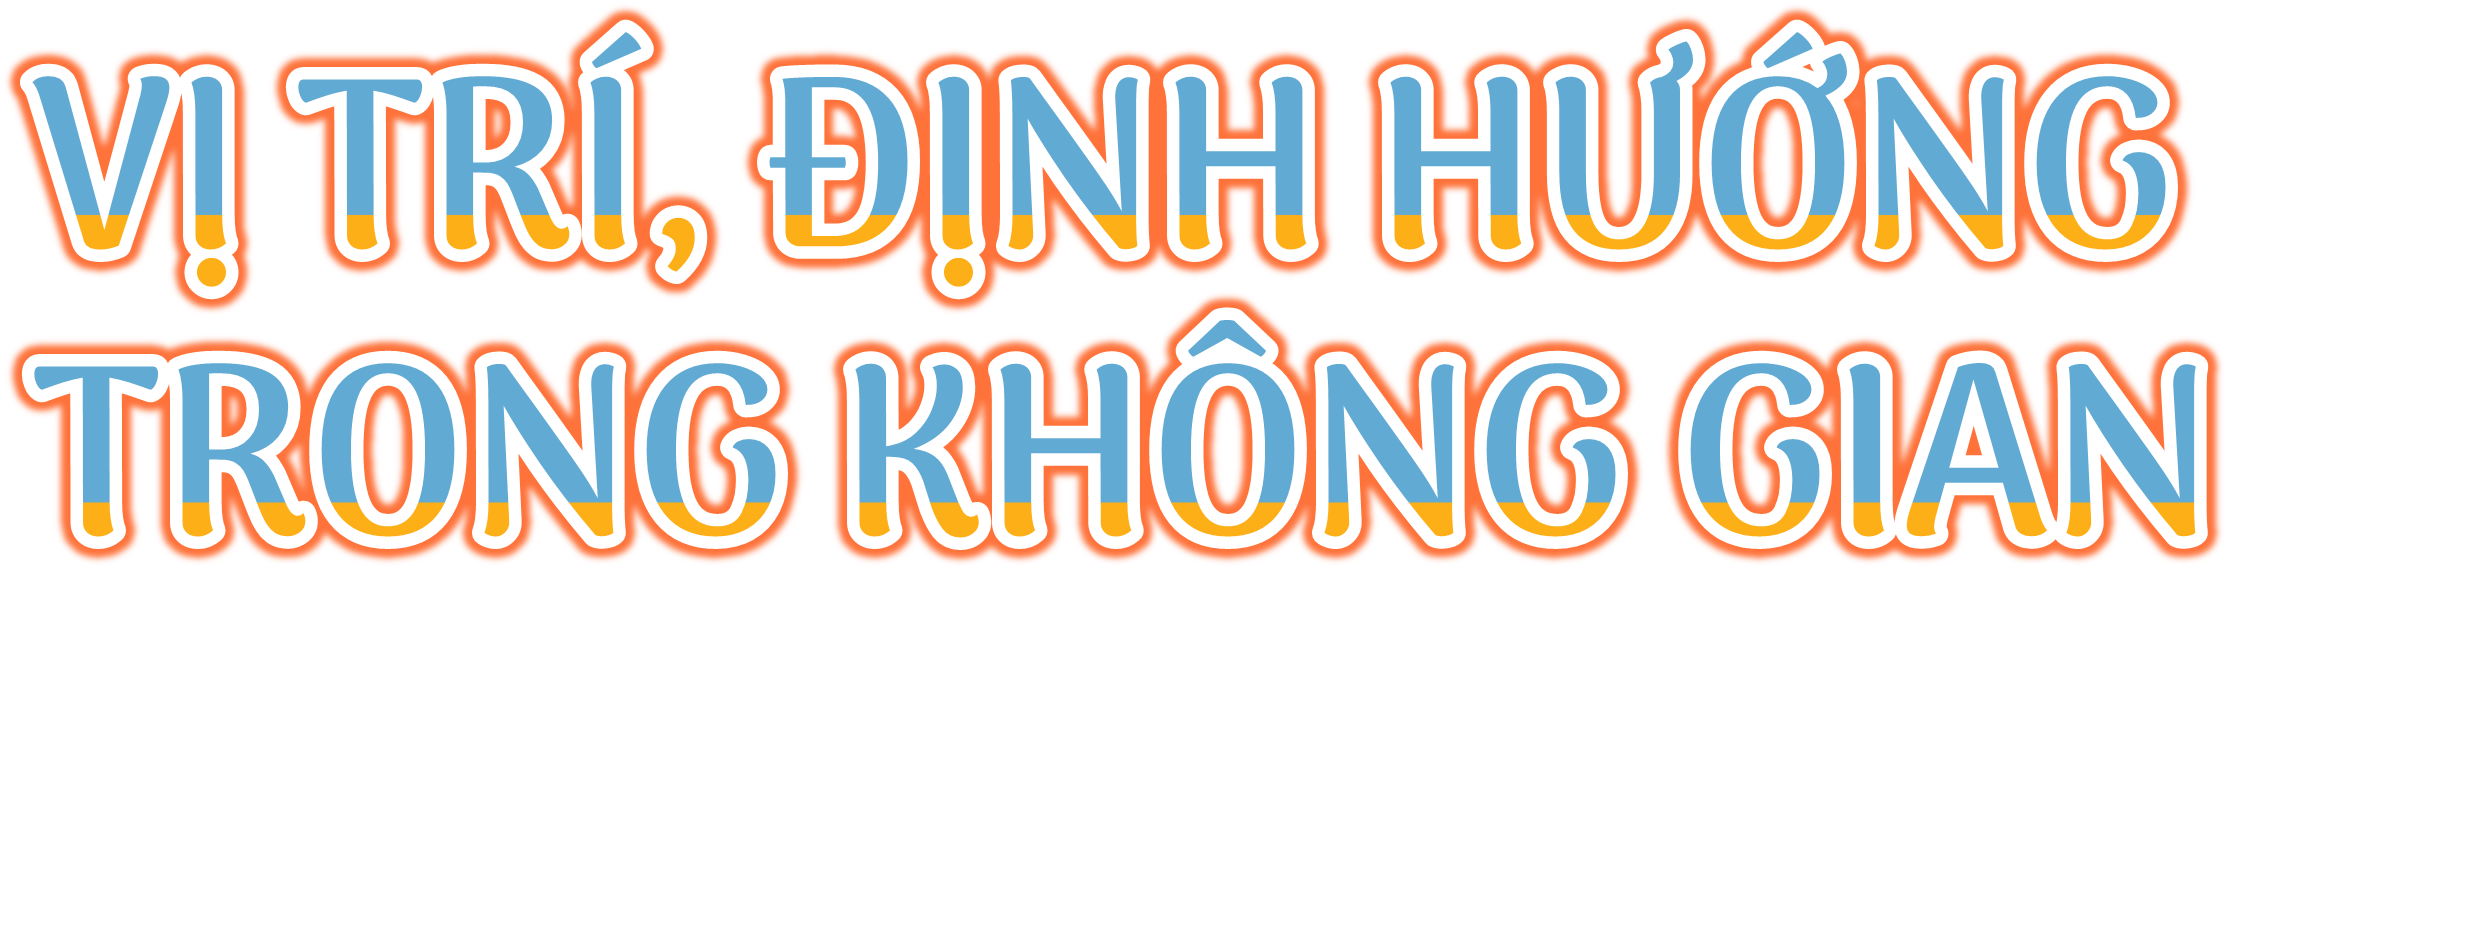 VỊ TRÍ, ĐỊNH HƯỚNG
TRONG KHÔNG GIAN